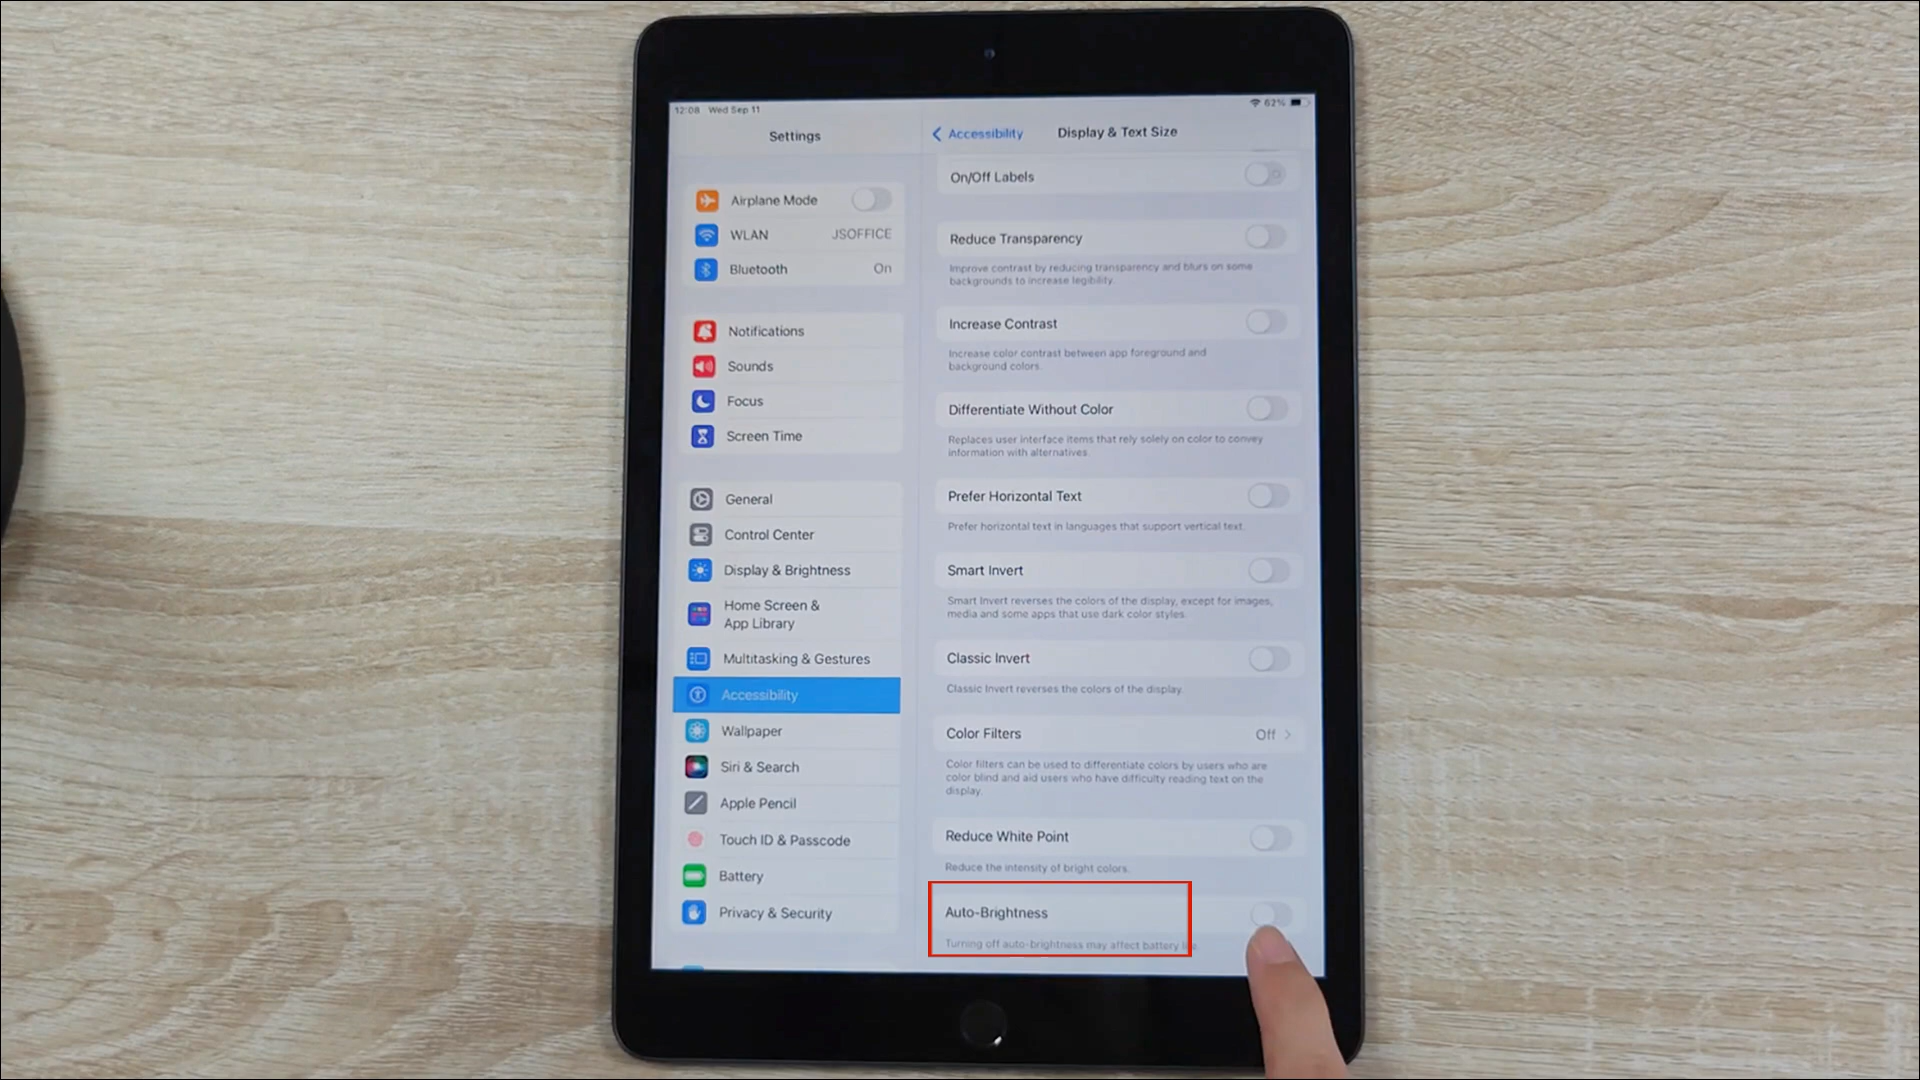 12:08 Wed Sep 11
62%
Settings
Airplane Mode
WLAN JSOFFICE
Bluetooth On
Notifications
Sounds
Focus
Screen Time
General
Control Center
Display & Brightness
Home Screen &
App Library
Multitasking & Gestures
Accessibility
Wallpaper
Siri & Search
Apple Pencil
Touch ID & Passcode
Battery
Privacy & Security
Accessibility
Display & Text Size
On/Off Labels
Reduce Transparency
Improve contrast by reducing transparency and blurs on some
backgrounds to increase legibility.
Increase Contrast
Increase color contrast between app foreground and
background colors.
Differentiate Without Color
Replaces user interface items that rely solely on color to convey
information with alternatives.
Prefer Horizontal Text
Prefer horizontal text in languages that support vertical text.
Smart Invert
Smart Invert reverses the colors of the display, except for images,
media and some apps that use dark color styles.
Classic Invert
Classic Invert reverses the colors of the display.
Color Filters Off
Color filters can be used to differentiate colors by users who are
color blind and aid users who have difficulty reading text on the
display.
Reduce White Point
Reduce the intensity of bright colors.
Auto-Brightness
Turning off auto-brightness may affect battery life.